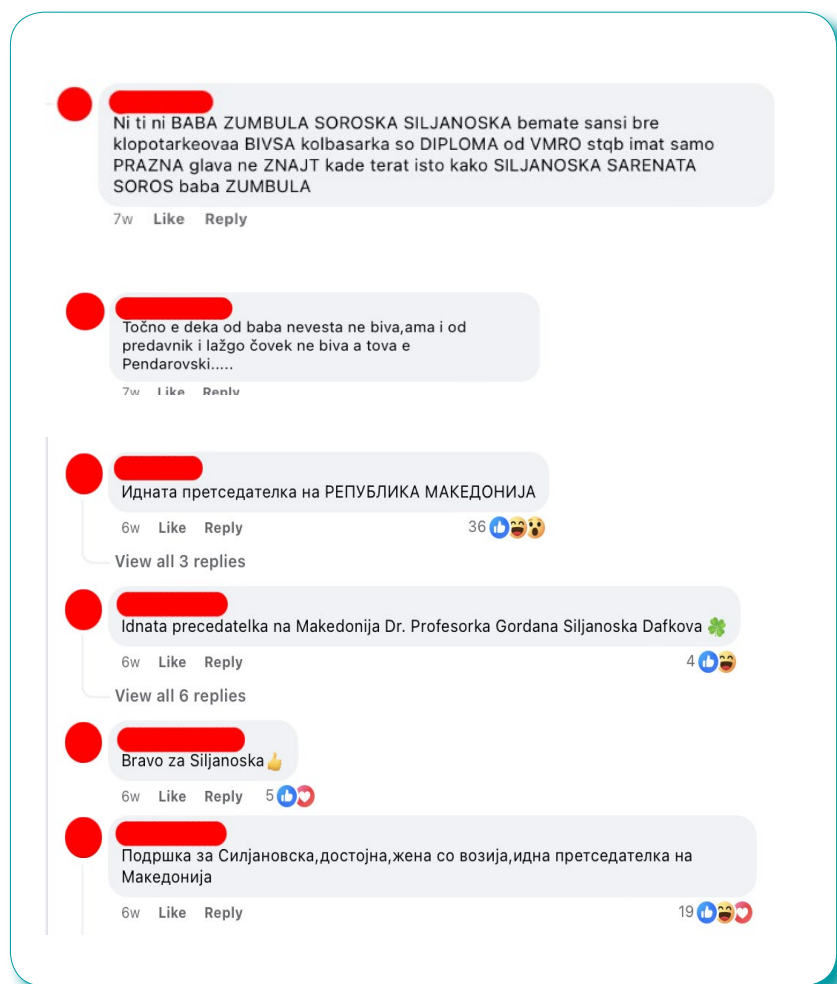 Ni ti ni BABA ZUMBULA SOROSKA SILJANOSKA bemate sansi bre
klopotarkeovaa BIVSA kolbasarka so DIPLOMA od VMRO stqb imat samo
PRAZNA glava ne ZNAJT kade terat isto kako SILJANOSKA SARENATA
SOROS baba ZUMBULA
7w Like Reply
Točno e deka od baba nevesta ne biva,ama i od
predavnik i lažgo čovek ne biva a tova e
Pendarovski.....
7w Like Reply
Идната претседателка на РЕПУБЛИКА МАКЕДОНИЈА
6w Like Reply 36
View all 3 replies
Idnata precedatelka na Makedonija Dr. Profesorka Gordana Siljanoska Dafkova 🍀
6w Like Reply 4
View all 6 replies
Bravo za Siljanoska👍
6w Like Reply 5
Подршка за Силјановска,достојна,жена со возија,идна претседателка на
Македонија
6w Like Reply 19